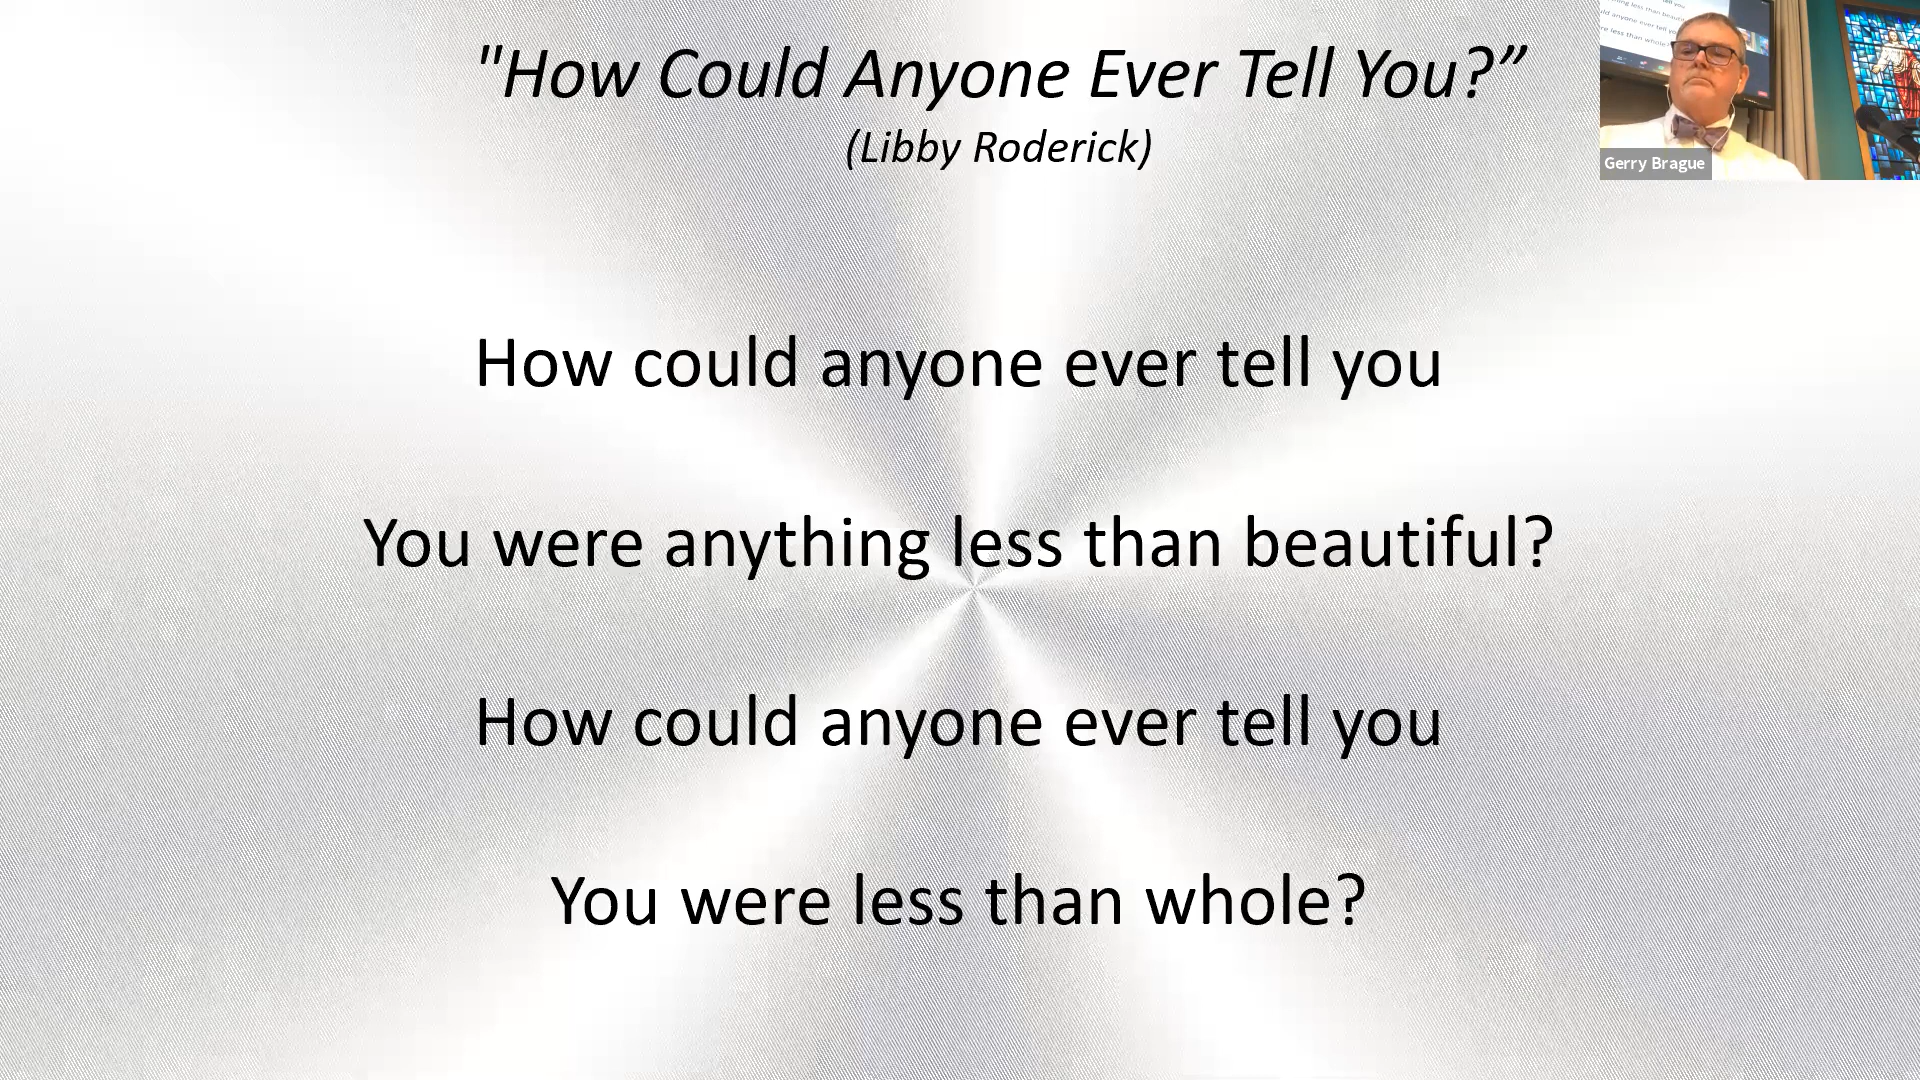 "How Could Anyone Ever Tell You?”
(Libby Roderick)
Gerry Brague
How could anyone ever tell you
You were anything less than beautiful?
How could anyone ever tell you
You were less than whole?